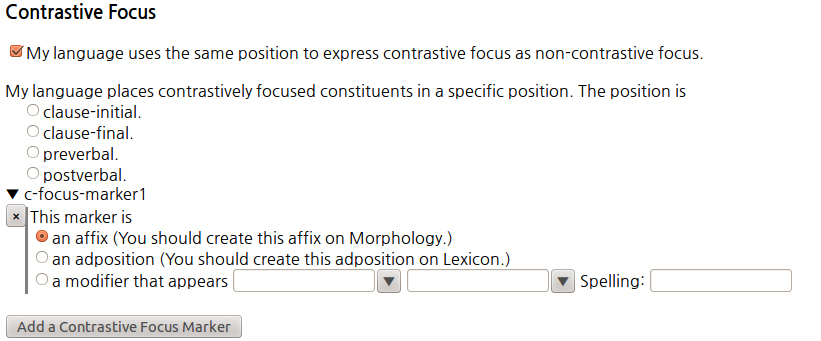 Contrastive Focus
My language uses the same position to express contrastive focus as non-contrastive focus.
My language places contrastively focused constituents in a specific position. The position is
clause-initial.
clause-final.
preverbal.
postverbal.
▼ c-focus-marker1
× This marker is
an affix (You should create this affix on Morphology.)
an adposition (You should create this adposition on Lexicon.)
a modifier that appears ▼ ▼ Spelling:
Add a Contrastive Focus Marker